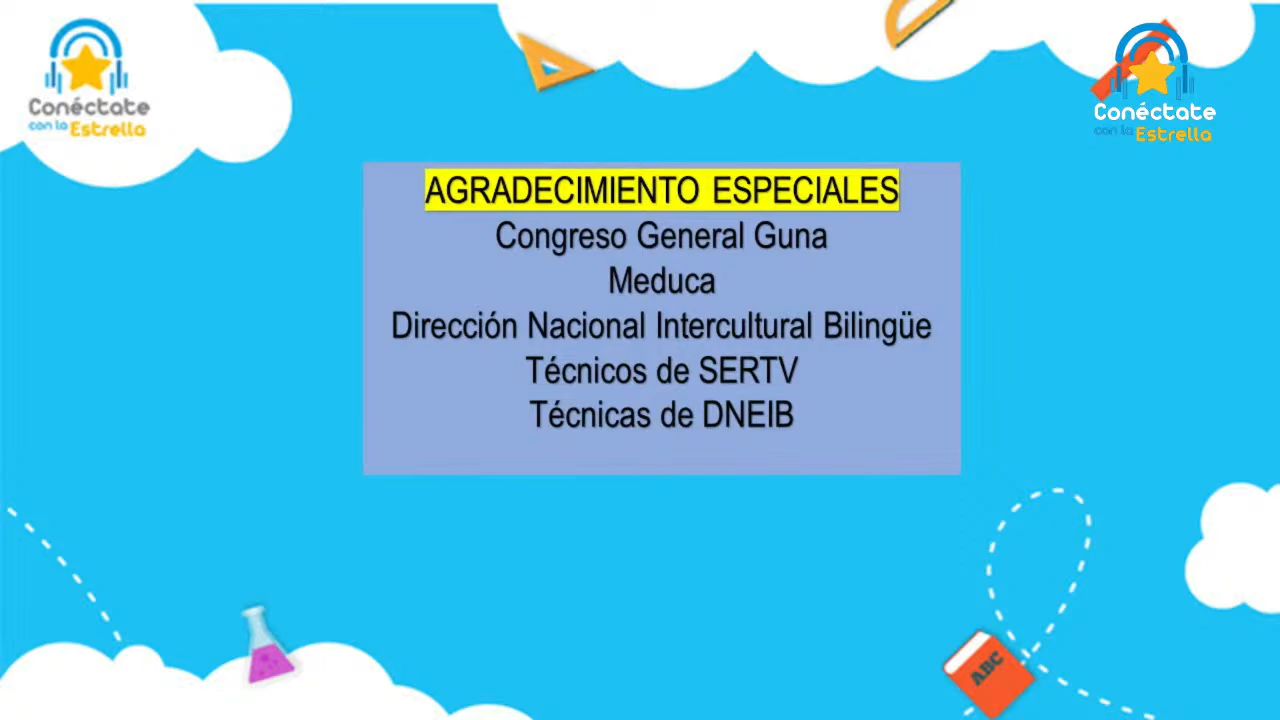 Conéctate
con la Estrella
Conéctate
con la Estrella
AGRADECIMIENTO ESPECIALES
Congreso General Guna
Meduca
Dirección Nacional Intercultural Bilingüe
Técnicos de SERTV
Técnicas de DNEIB
ABC